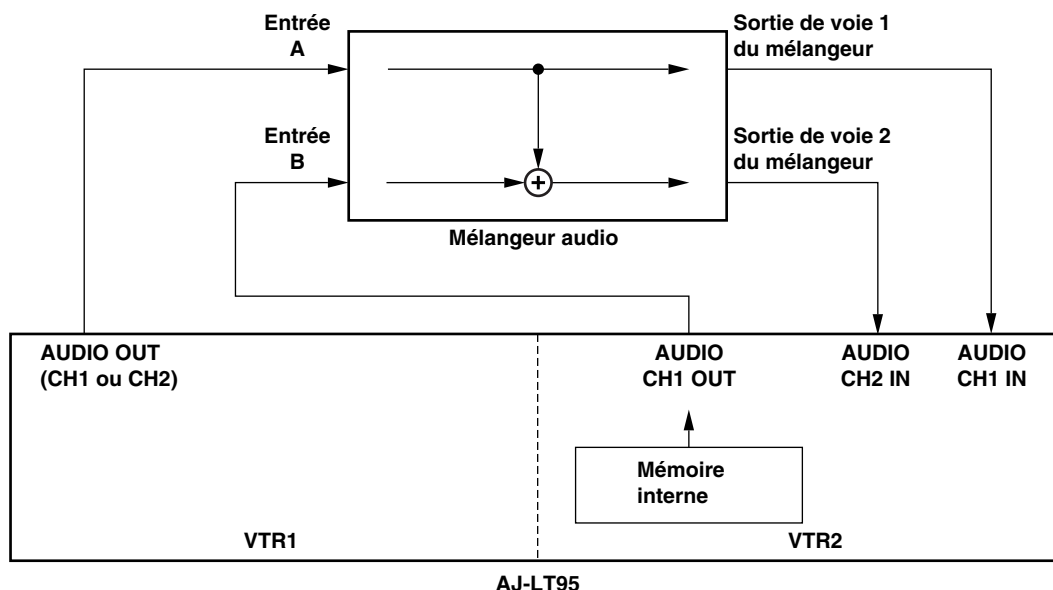 Entrée
A
Sortie de voie 1
du mélangeur
Entrée
B
Sortie de voie 2
du mélangeur
+
Mélangeur audio
AUDIO OUT
(CH1 ou CH2)
AUDIO
CH1 OUT
AUDIO
CH2 IN
AUDIO
CH1 IN
Mémoire
interne
VTR1
VTR2
AJ-LT95